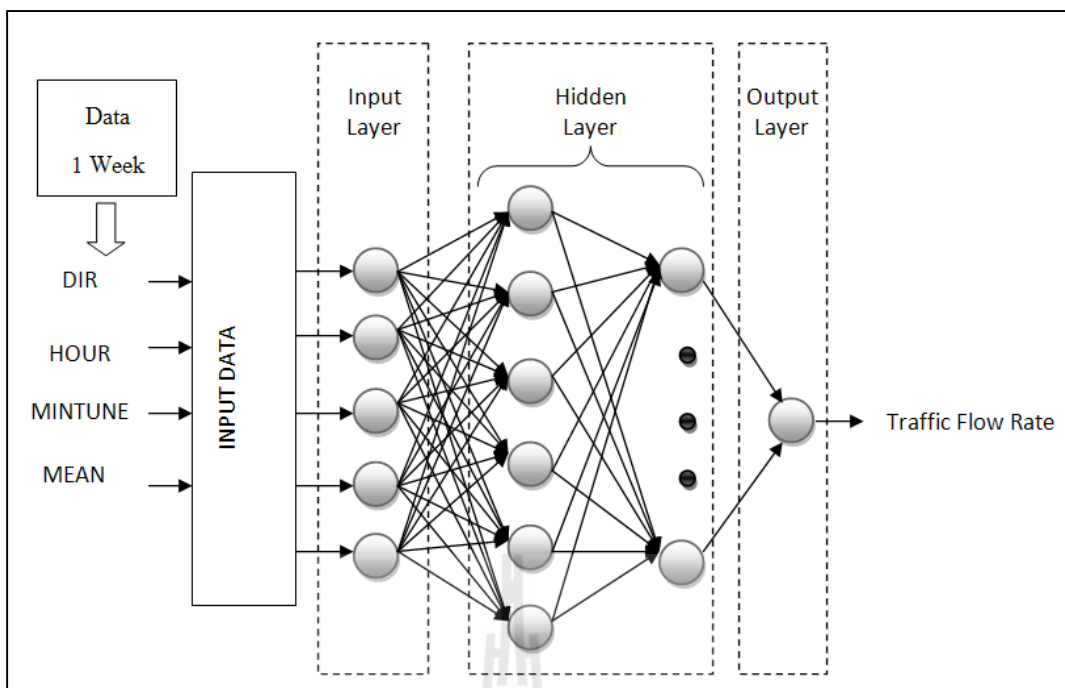 Data
1 Week
DIR
HOUR
MINTUNE
MEAN
INPUT DATA
Input
Layer
Hidden
Layer
Output
Layer
Traffic Flow Rate